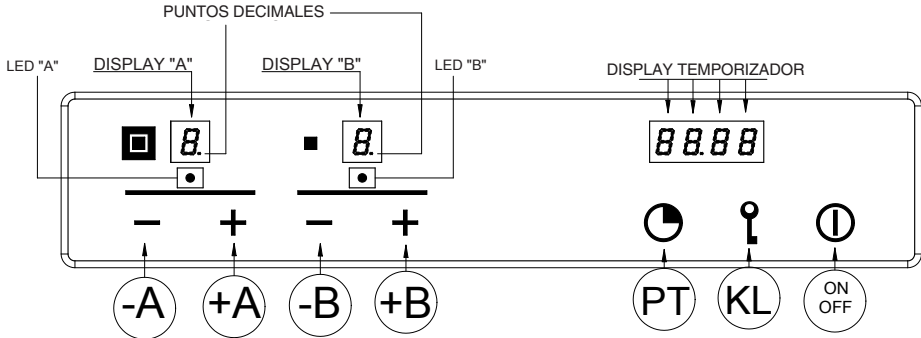 PUNTOS DECIMALES
LED "A"
DISPLAY "A"
DISPLAY "B"
LED "B"
DISPLAY TEMPORIZADOR
8.
8.
88.88
− + − +
-A
+A
-B
+B
PT
KL
ON
OFF